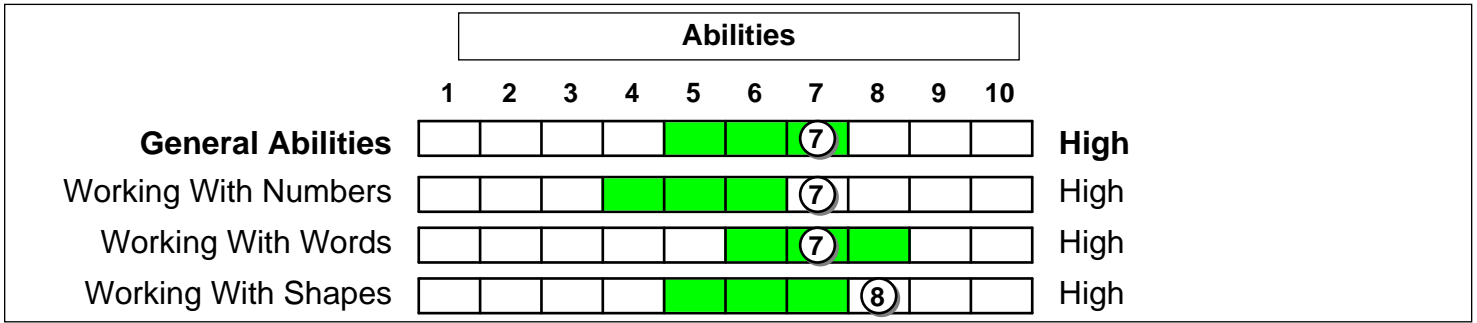 Abilities
1 2 3 4 5 6 7 8 9 10
General Abilities 7 High
Working With Numbers 7 High
Working With Words 7 High
Working With Shapes 8 High